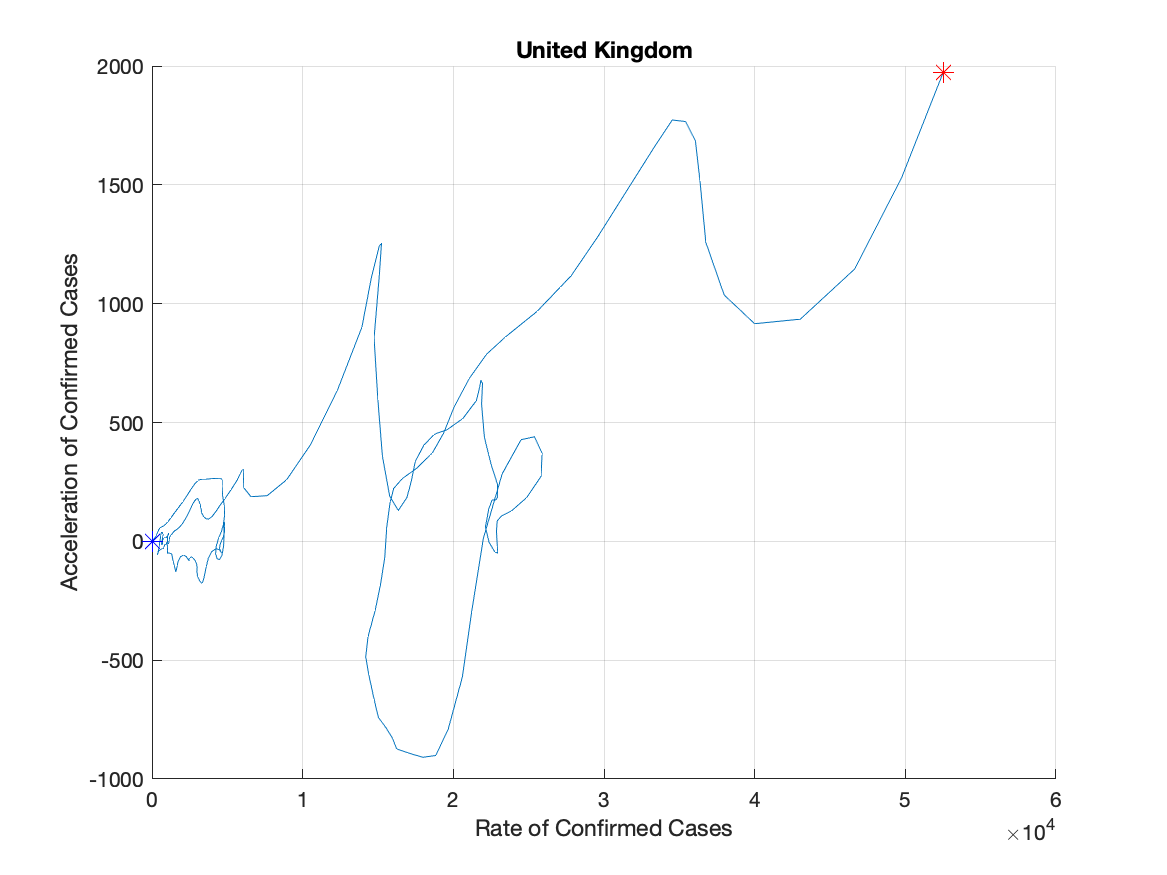 United Kingdom
2000
1500
1000
500
0
-500
-1000
Acceleration of Confirmed Cases
0 1 2 3 4 5 6
Rate of Confirmed Cases
×10^4